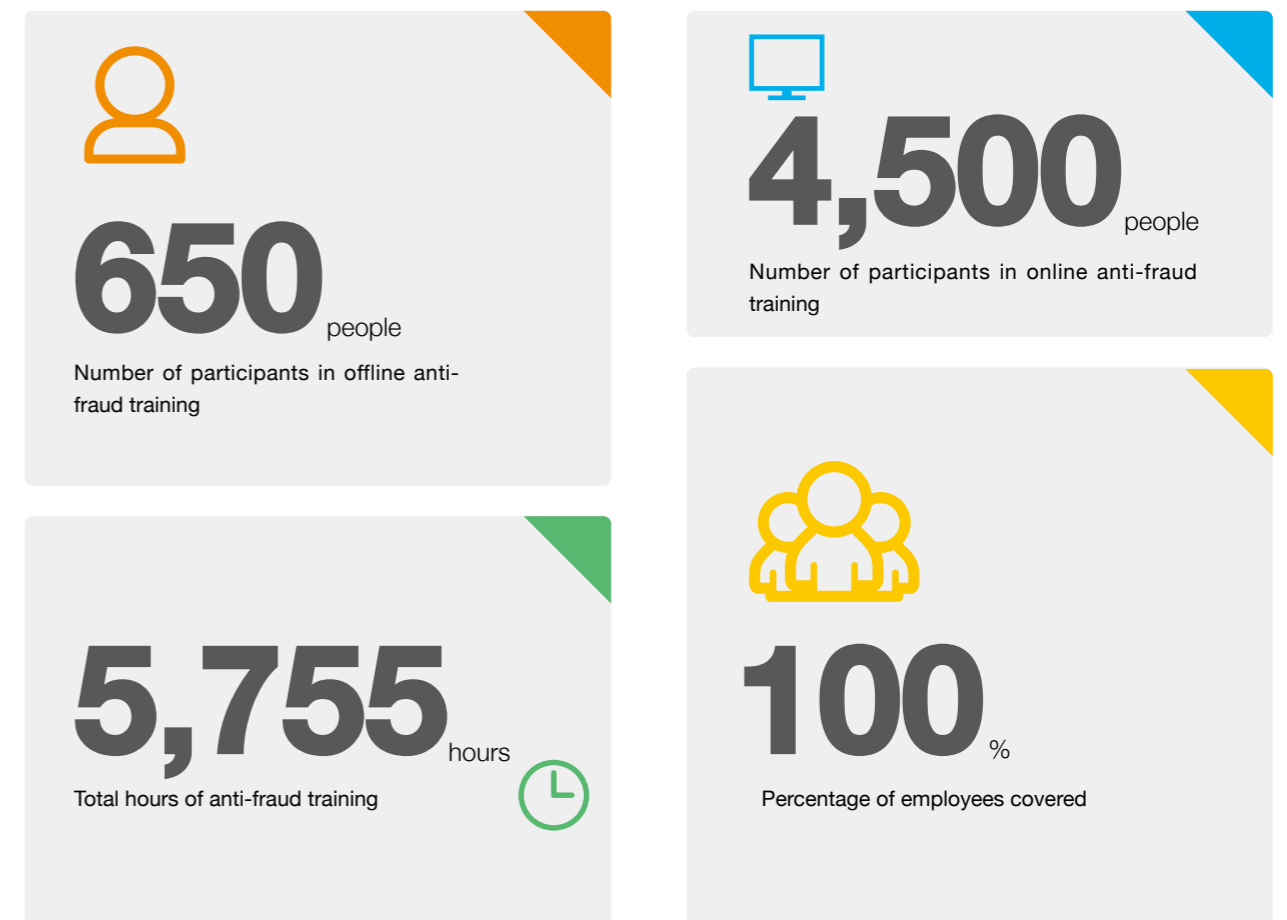 650 people
Number of participants in offline anti-
fraud training
4,500 people
Number of participants in online anti-fraud
training
5,755 hours
Total hours of anti-fraud training
100 %
Percentage of employees covered